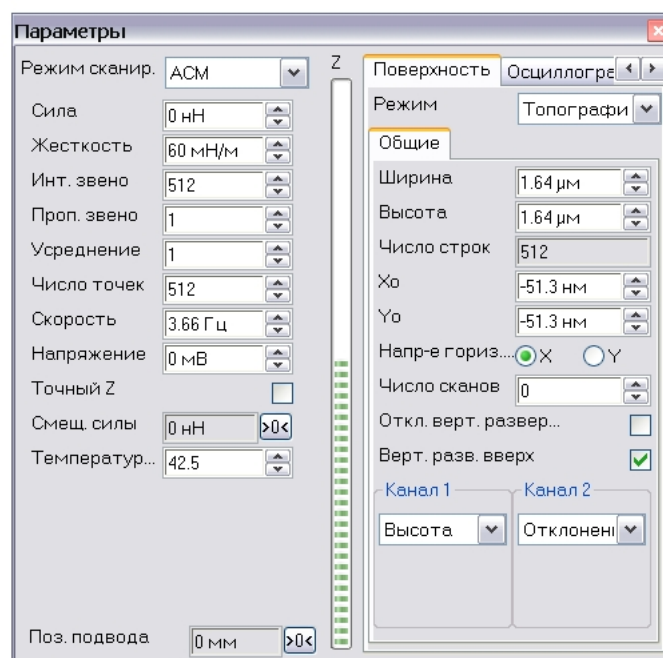 Параметры
Режим сканир. АСМ
Сила 0 нН
Жесткость 60 мН/м
Инт. звено 512
Проп. звено 1
Усреднение 1
Число точек 512
Скорость 3.66 Гц
Напряжение 0 мВ
Точный Z
Смещ. силы 0 нН >0<
Температур... 42.5
Поз. подвода 0 мм >0<
Z
Поверхность Осциллогра
Режим Топографи
Общие
Ширина 1.64 μм
Высота 1.64 μм
Число строк 512
Xo -51.3 нм
Yo -51.3 нм
Напр-е гориз.... X Y
Число сканов 0
Откл. верт. развер...
Верт. разв. вверх
Канал 1 Канал 2
Высота Отклонені